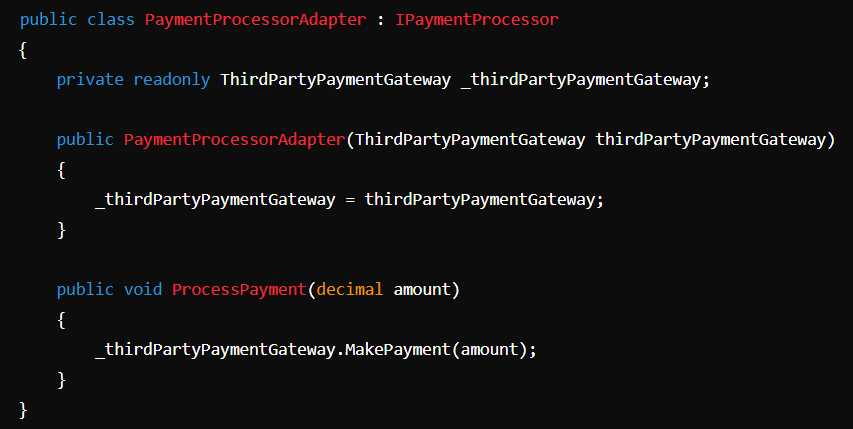 public class PaymentProcessorAdapter : IPaymentProcessor
{
    private readonly ThirdPartyPaymentGateway _thirdPartyPaymentGateway;
    public PaymentProcessorAdapter(ThirdPartyPaymentGateway thirdPartyPaymentGateway)
    {
        _thirdPartyPaymentGateway = thirdPartyPaymentGateway;
    }
    public void ProcessPayment(decimal amount)
    {
        _thirdPartyPaymentGateway.MakePayment(amount);
    }
}